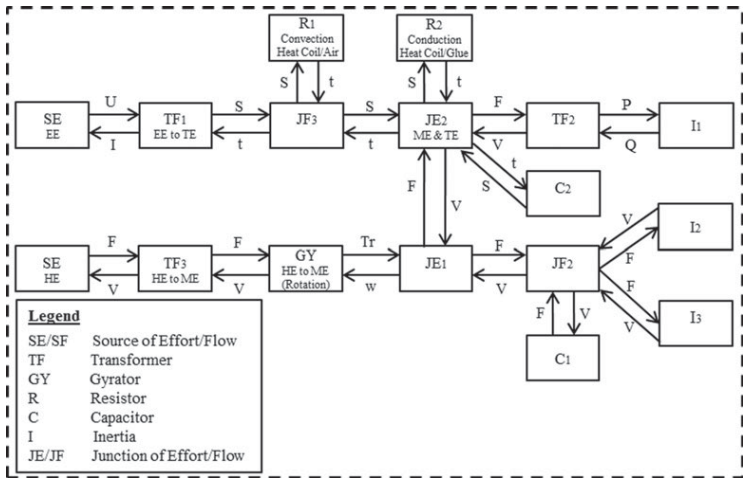 R1
Convection
Heat Coil/Air
R2
Conduction
Heat Coil/Glue
S
t
S
t
U
S
S
F
P
SE
EE
TF1
EE to TE
JF3
JE2
ME & TE
TF2
I1
I
t
t
V
Q
t
S
C2
F
V
F
F
Tr
F
V
F
I2
SE
HE
TF3
HE to ME
GY
HE to ME
(Rotation)
JE1
JF2
V
V
w
V
F
V
I3
F
V
C1
Legend
SE/SF Source of Effort/Flow
TF Transformer
GY Gyrator
R Resistor
C Capacitor
I Inertia
JE/JF Junction of Effort/Flow